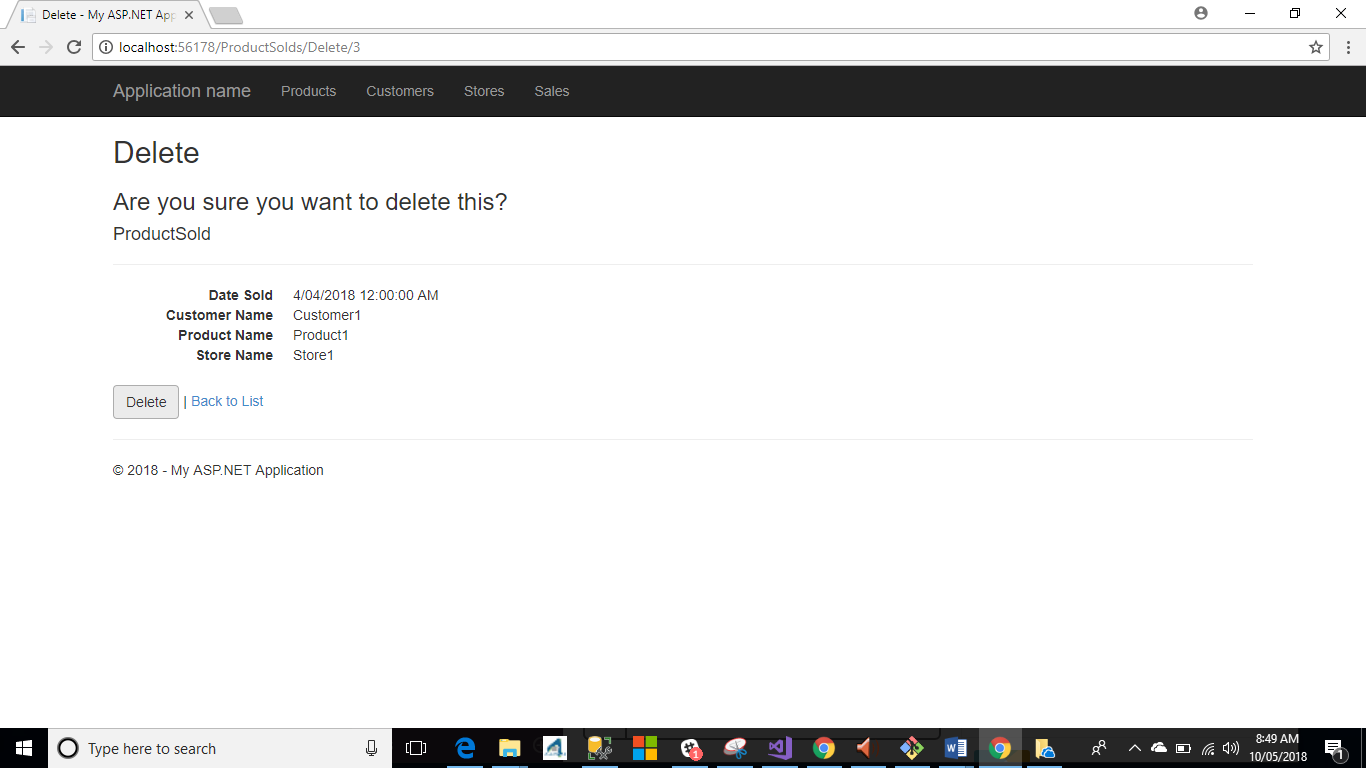 Delete - My ASP.NET App
localhost:56178/ProductSolds/Delete/3
Application name Products Customers Stores Sales
Delete
Are you sure you want to delete this?
ProductSold
Date Sold 4/04/2018 12:00:00 AM
Customer Name Customer1
Product Name Product1
Store Name Store1
Delete | Back to List
© 2018 - My ASP.NET Application
Type here to search
1
8:49 AM
10/05/2018
1